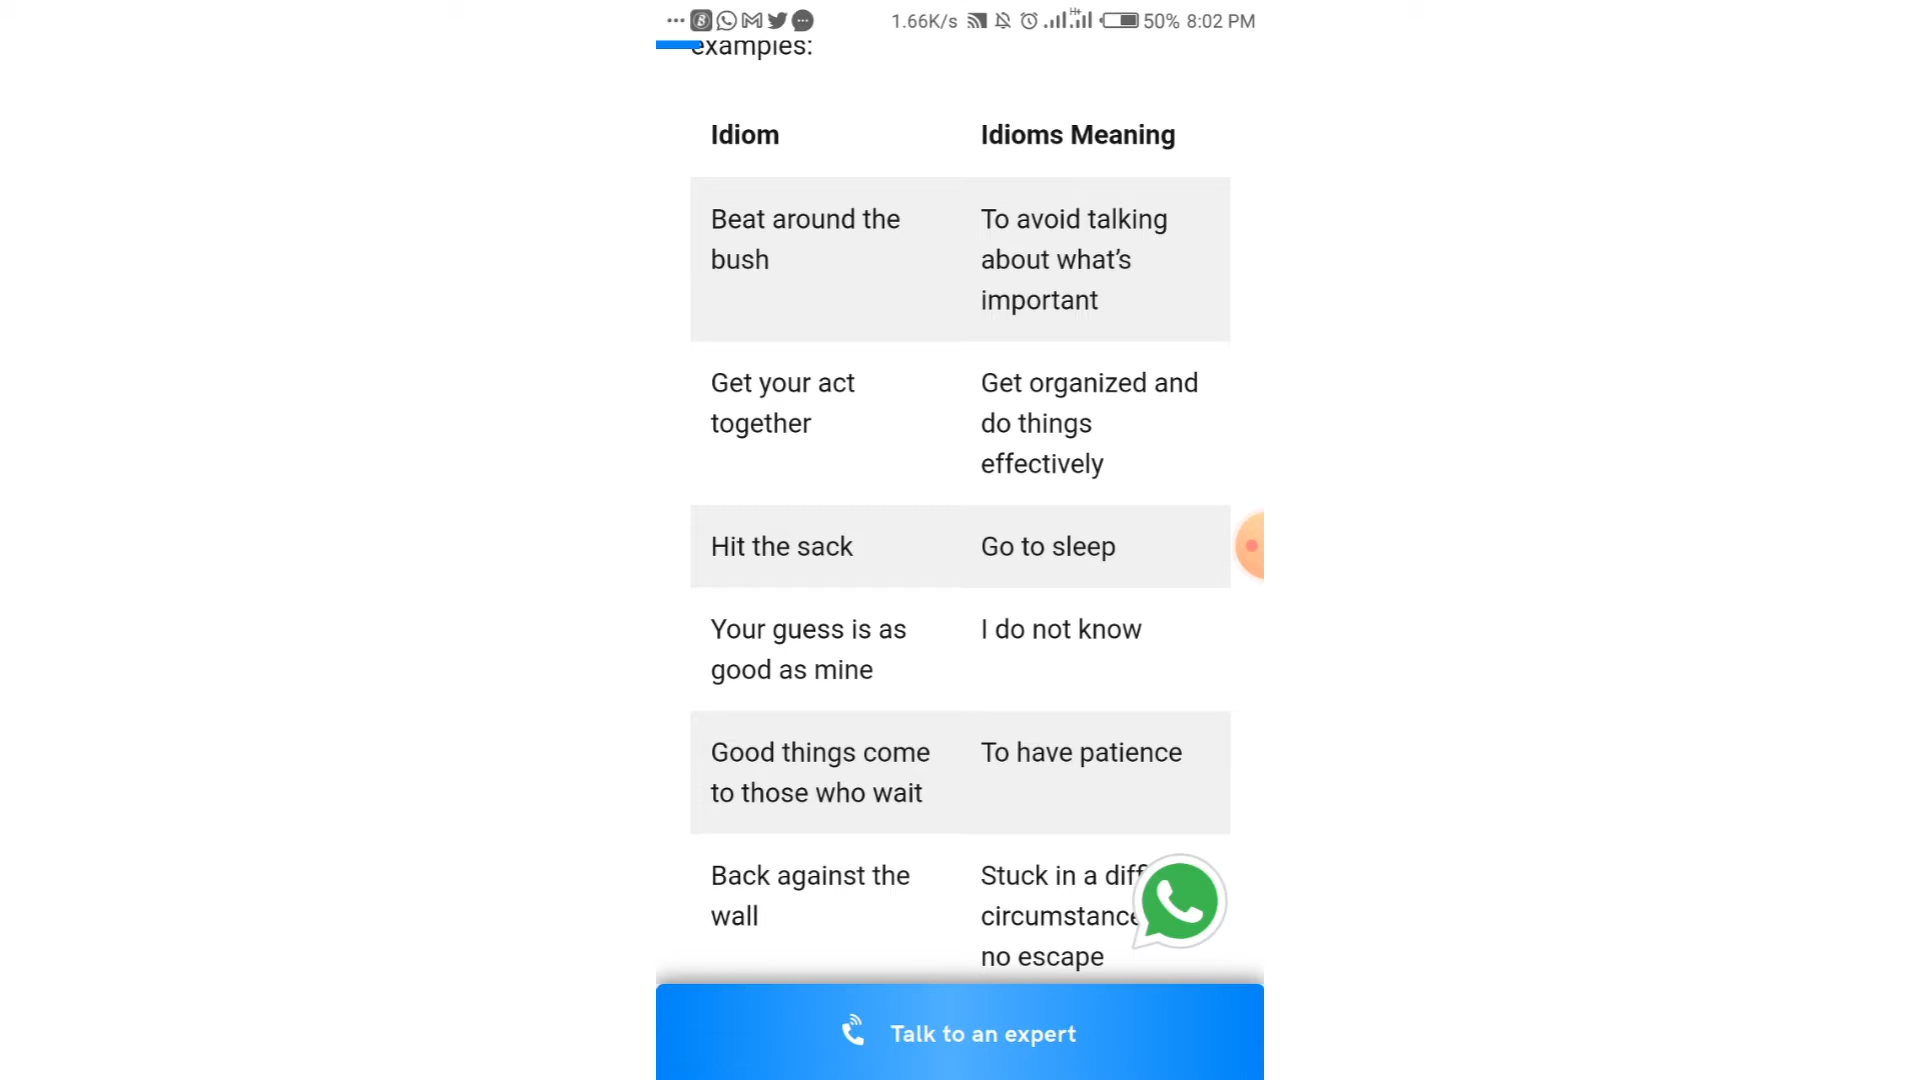 1.66K/s H+ 50% 8:02 PM
examples:
Idiom Idioms Meaning
Beat around the To avoid talking
bush about what’s
important
Get your act Get organized and
together do things
effectively
Hit the sack Go to sleep
Your guess is as I do not know
good as mine
Good things come To have patience
to those who wait
Back against the Stuck in a
wall
no escape
Talk to an expert